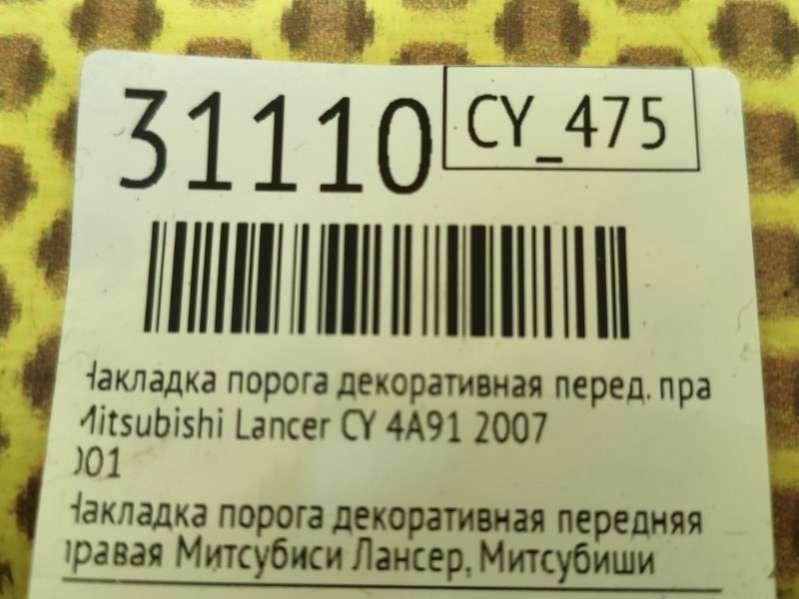 31110
CY_475
Накладка порога декоративная перед. пра
Mitsubishi Lancer CY 4A91 2007
001
Накладка порога декоративная передняя
правая Митсубиси Лансер, Митсубиши